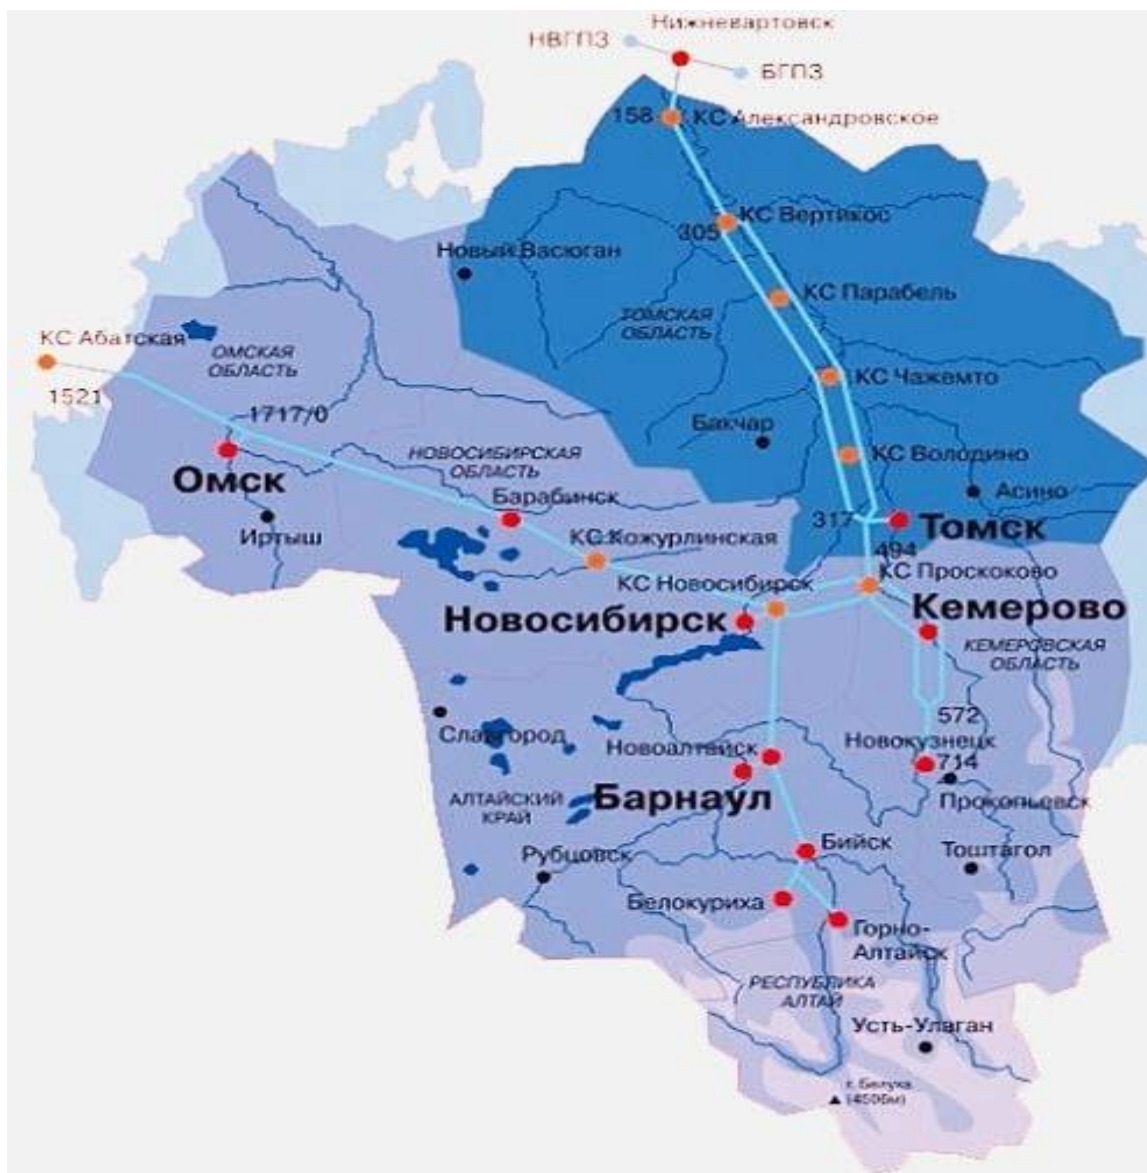 Нижневартовск
НВГПЗ
БГПЗ
158
КС Александровское
КС Вертикос
305
Новый Васюган
КС Парабель
ТОМСКАЯ
ОБЛАСТЬ
КС Абатская
1521
ОМСКАЯ
ОБЛАСТЬ
КС Чажемто
1717/0
Бакчар
НОВОСИБИРСКАЯ
ОБЛАСТЬ
КС Володино
Омск
Барабинск
Асино
Иртыш
317
Томск
КС Кожурлинская
494
КС Проскоково
КС Новосибирск
Новосибирск
Кемерово
КЕМЕРОВСКАЯ
ОБЛАСТЬ
572
Славгород
Новоалтайск
Новокузнецк
714
Барнаул
Прокопьевск
АЛТАЙСКИЙ
КРАЙ
Рубцовск
Бийск
Тоштагол
Белокуриха
Горно-
Алтайск
РЕСПУБЛИКА
АЛТАЙ
Усть-Улаган
г. Белуха
(4506м)